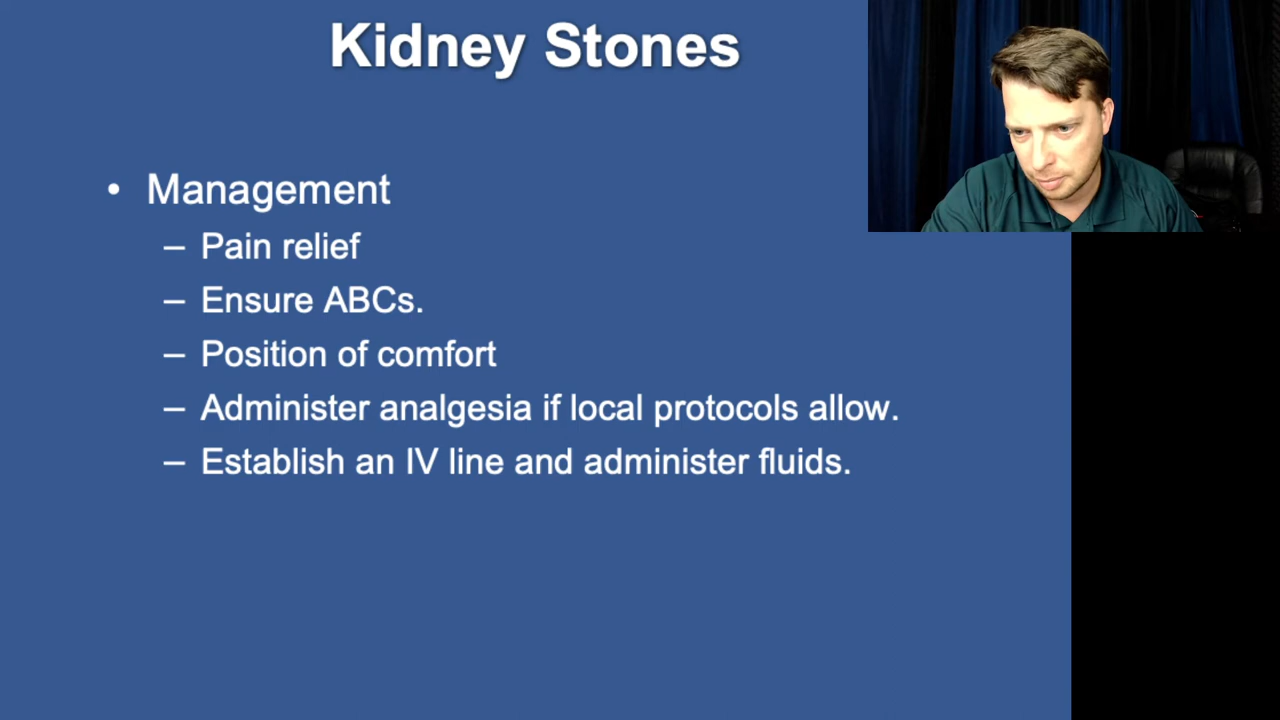 Kidney Stones
• Management
– Pain relief
– Ensure ABCs.
– Position of comfort
– Administer analgesia if local protocols allow.
– Establish an IV line and administer fluids.